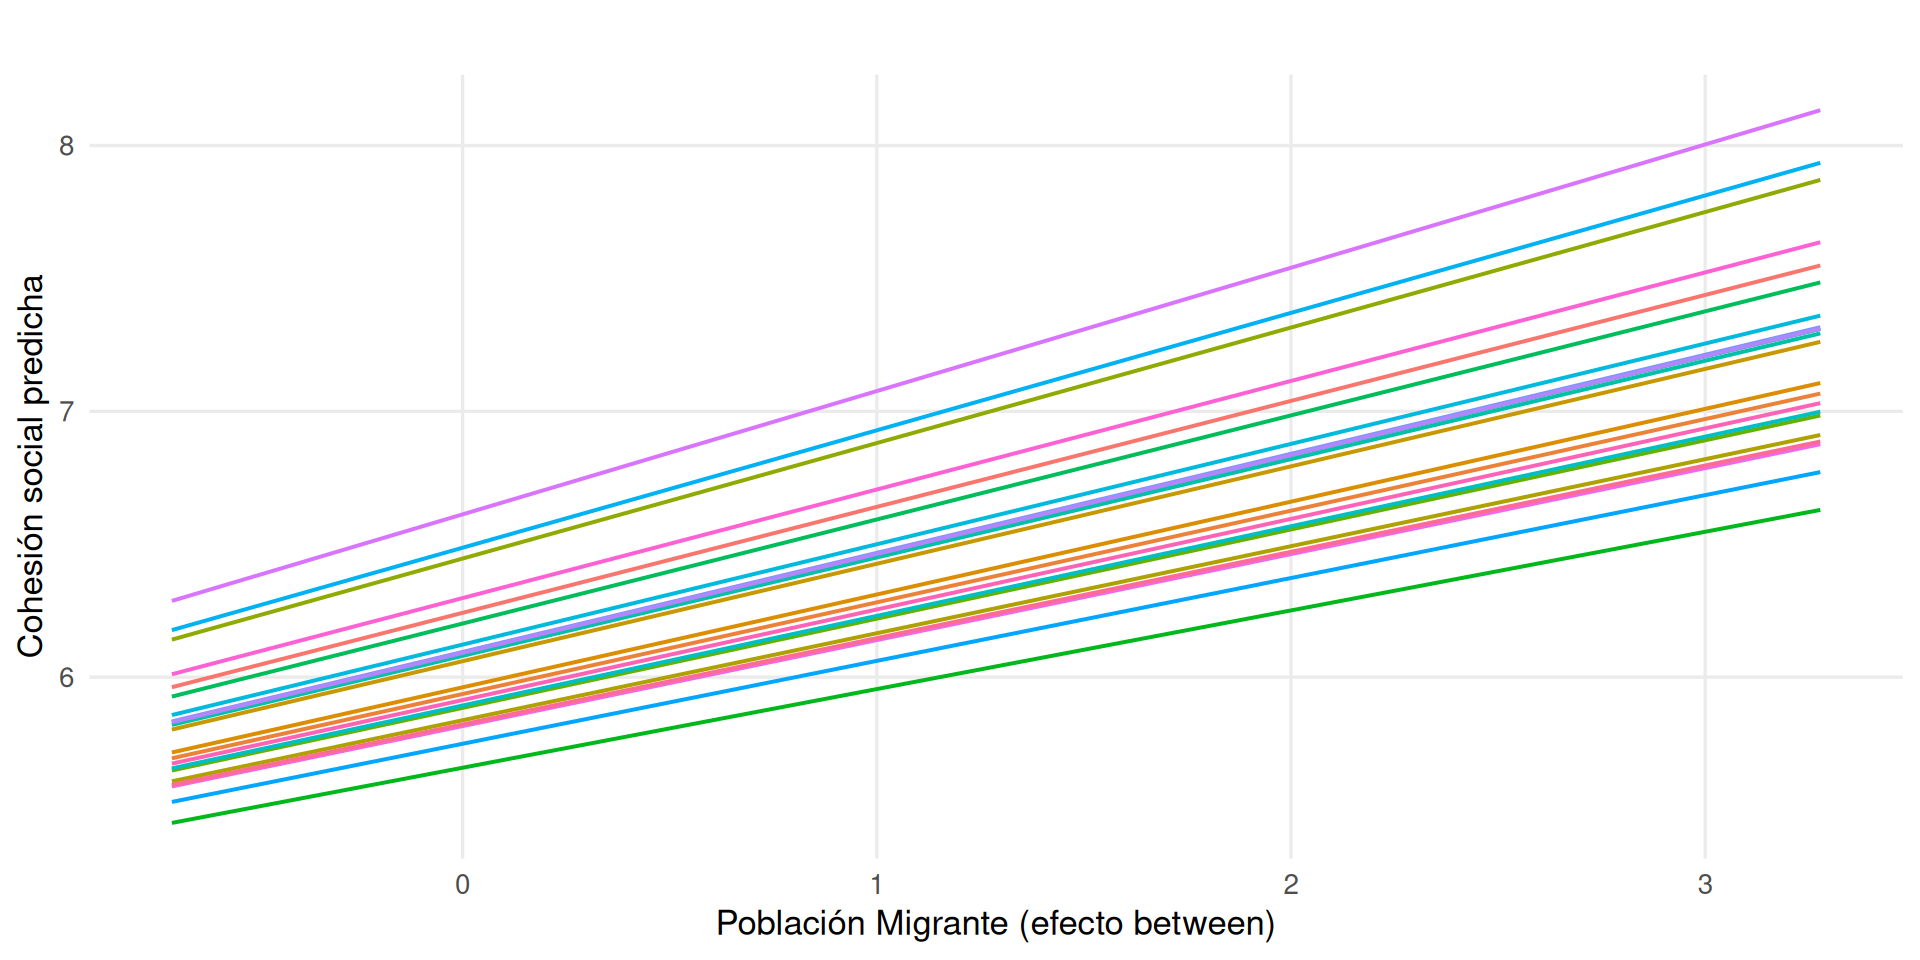 8
7
6
Cohesión social predicha
0 1 2 3
Población Migrante (efecto between)